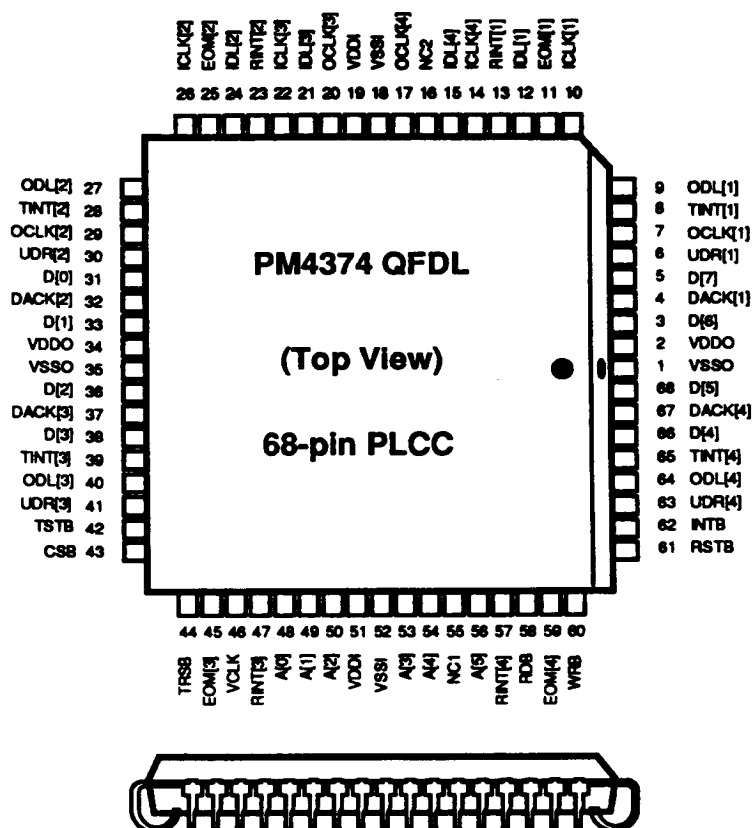 ICLK[2] EOM[2] IDL[2] RINT[2] ICLK[3] IDL[3] OCLK[3] VDDI VSSI OCLK[4] NC2 IDL[4] ICLK[4] RINT[1] IDL[1] EOM[1] ICLK[1]
26 25 24 23 22 21 20 19 18 17 16 15 14 13 12 11 10
ODL[2] 27
TINT[2] 28
OCLK[2] 29
UDR[2] 30
D[0] 31
DACK[2] 32
D[1] 33
VDDO 34
VSSO 35
D[2] 36
DACK[3] 37
D[3] 38
TINT[3] 39
ODL[3] 40
UDR[3] 41
TSTB 42
CSB 43
PM4374 QFDL
(Top View)
68-pin PLCC
9 ODL[1]
8 TINT[1]
7 OCLK[1]
6 UDR[1]
5 D[7]
4 DACK[1]
3 D[6]
2 VDDO
1 VSSO
68 D[5]
67 DACK[4]
66 D[4]
65 TINT[4]
64 ODL[4]
63 UDR[4]
62 INTB
61 RSTB
44 45 46 47 48 49 50 51 52 53 54 55 56 57 58 59 60
TRSB EOM[3] VCLK RINT[3] A[0] A[1] A[2] VDDI VSSI A[3] A[4] NC1 A[5] RINT[4] RDB EOM[4] WRB